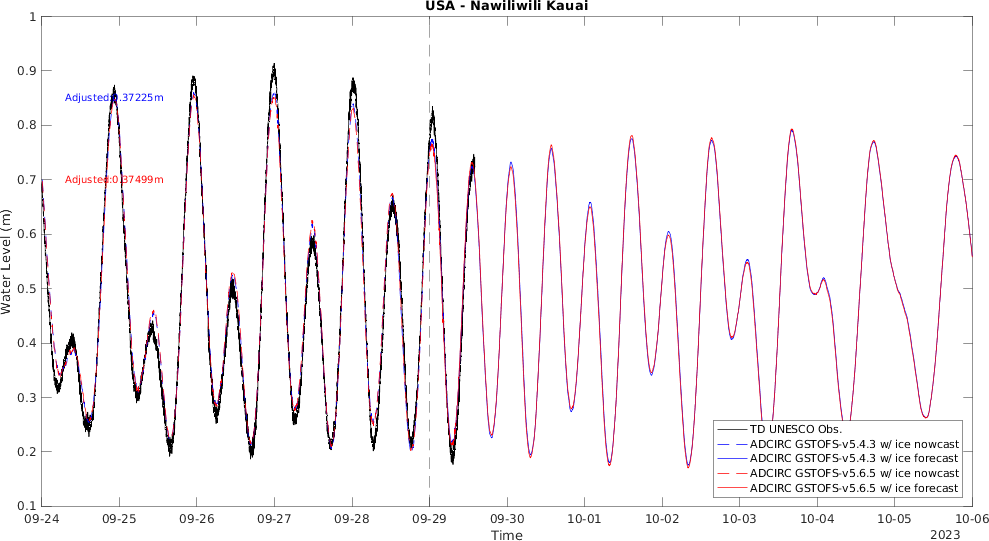 USA - Nawiliwili Kauai
1
0.9
0.8
0.7
0.6
0.5
0.4
0.3
0.2
0.1
Water Level (m)
Adjusted:0.37225m
Adjusted:0.37499m
TD UNESCO Obs.
ADCIRC GSTOFS-v5.4.3 w/ ice nowcast
ADCIRC GSTOFS-v5.4.3 w/ ice forecast
ADCIRC GSTOFS-v5.6.5 w/ ice nowcast
ADCIRC GSTOFS-v5.6.5 w/ ice forecast
09-24 09-25 09-26 09-27 09-28 09-29 09-30 10-01 10-02 10-03 10-04 10-05 10-06
Time
2023